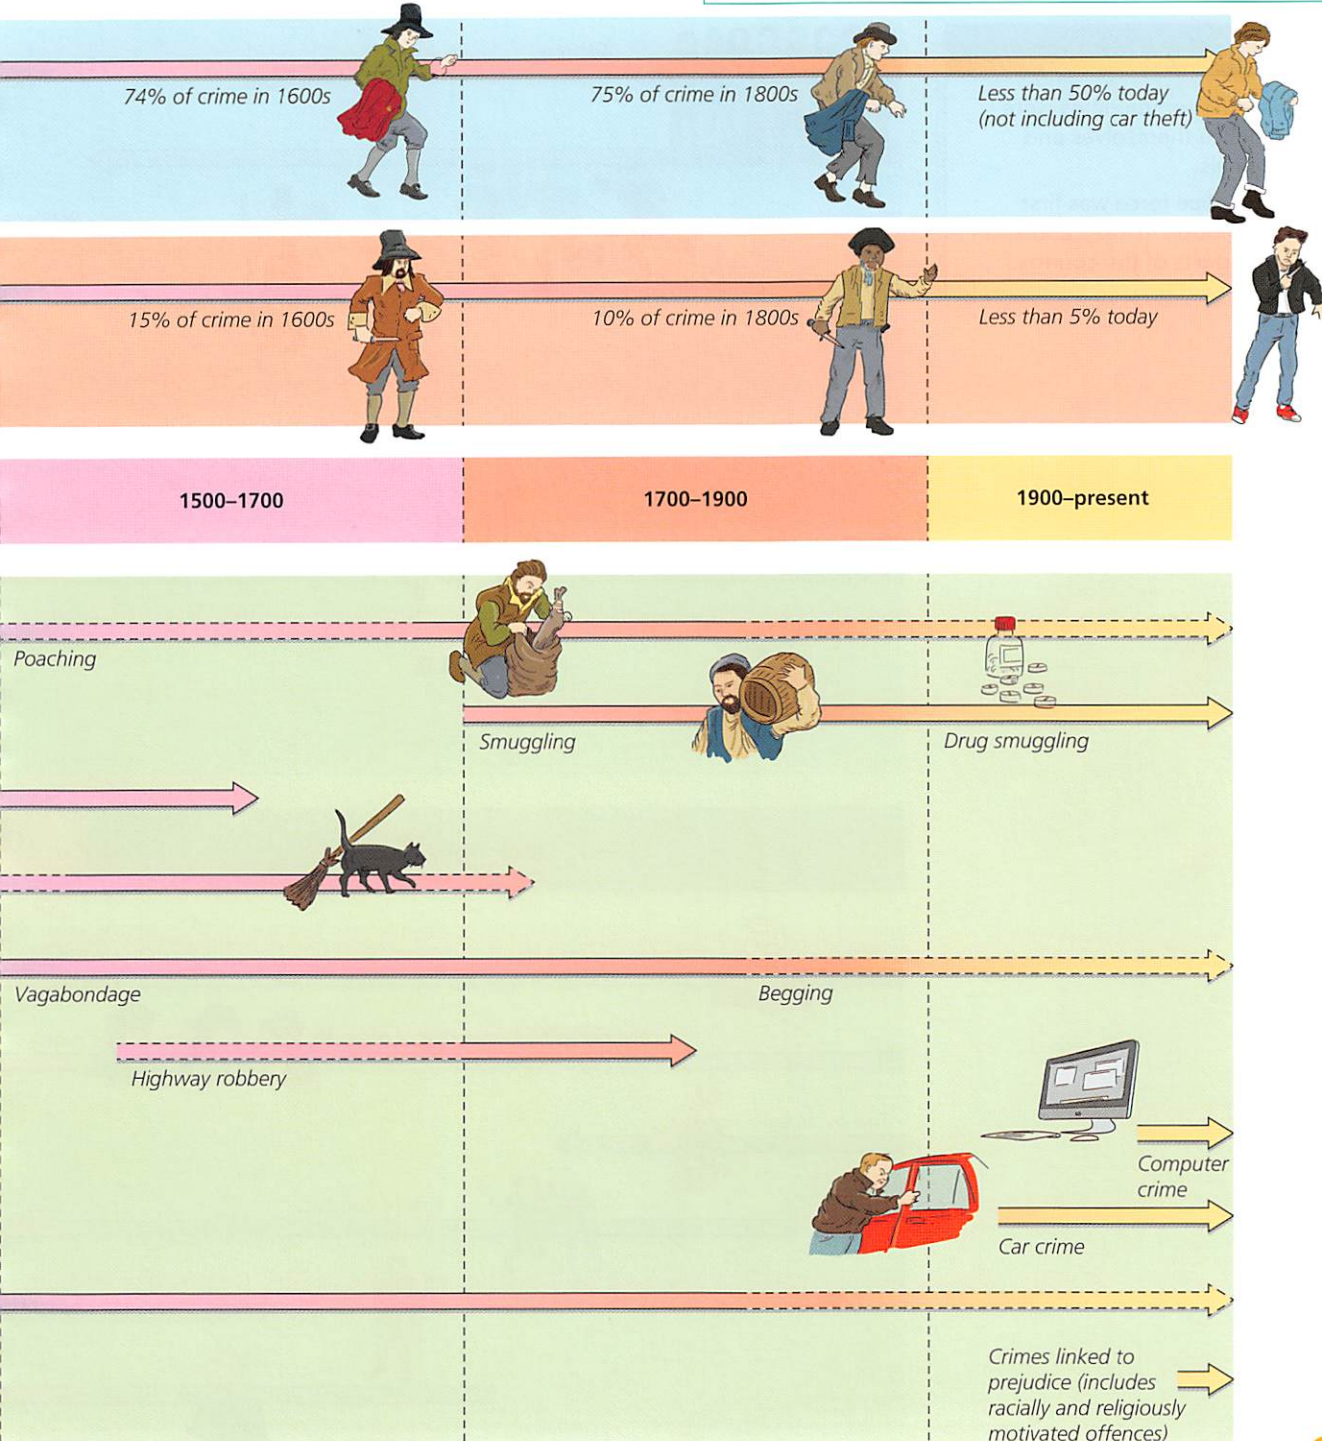 74% of crime in 1600s
75% of crime in 1800s
Less than 50% today
(not including car theft)
15% of crime in 1600s
10% of crime in 1800s
Less than 5% today
1500–1700
1700–1900
1900–present
Poaching
Smuggling
Drug smuggling
Vagabondage
Begging
Highway robbery
Computer
crime
Car crime
Crimes linked to
prejudice (includes
racially and religiously
motivated offences)